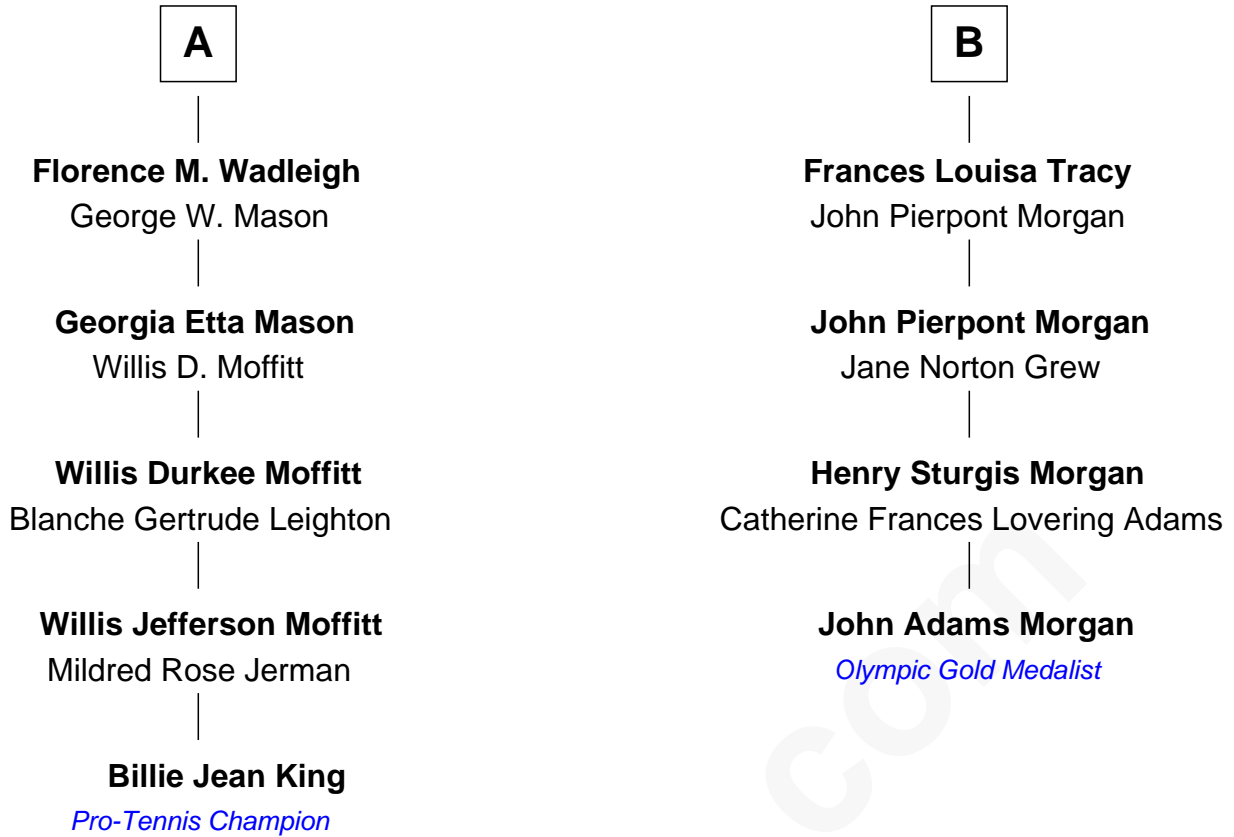 A
Florence M. Wadleigh
George W. Mason
Georgia Etta Mason
Willis D. Moffitt
Willis Durkee Moffitt
Blanche Gertrude Leighton
Willis Jefferson Moffitt
Mildred Rose Jerman
Billie Jean King
Pro-Tennis Champion
B
Frances Louisa Tracy
John Pierpont Morgan
John Pierpont Morgan
Jane Norton Grew
Henry Sturgis Morgan
Catherine Frances Lovering Adams
John Adams Morgan
Olympic Gold Medalist
com